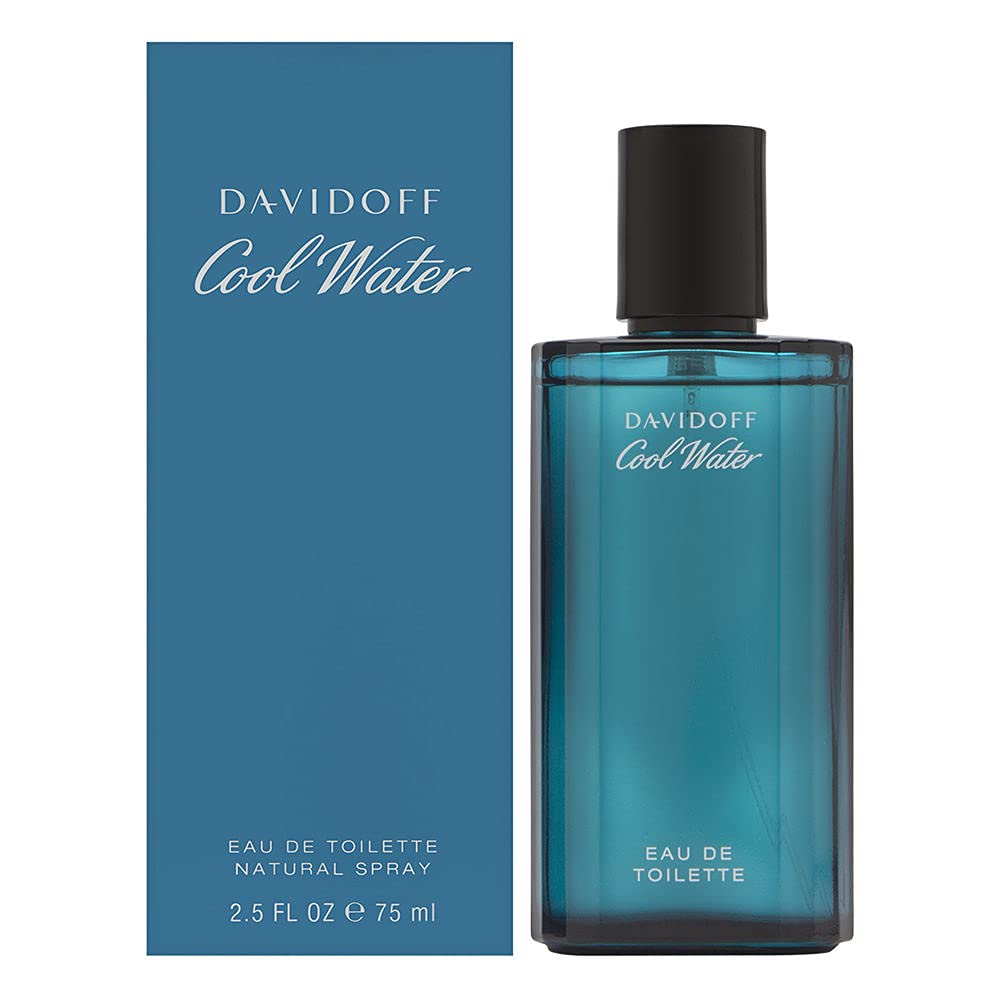 DAVIDOFF
Cool Water
EAU DE TOILETTE
NATURAL SPRAY
2.5 FL OZ ℮ 75 ml
DAVIDOFF
Cool Water
EAU DE
TOILETTE